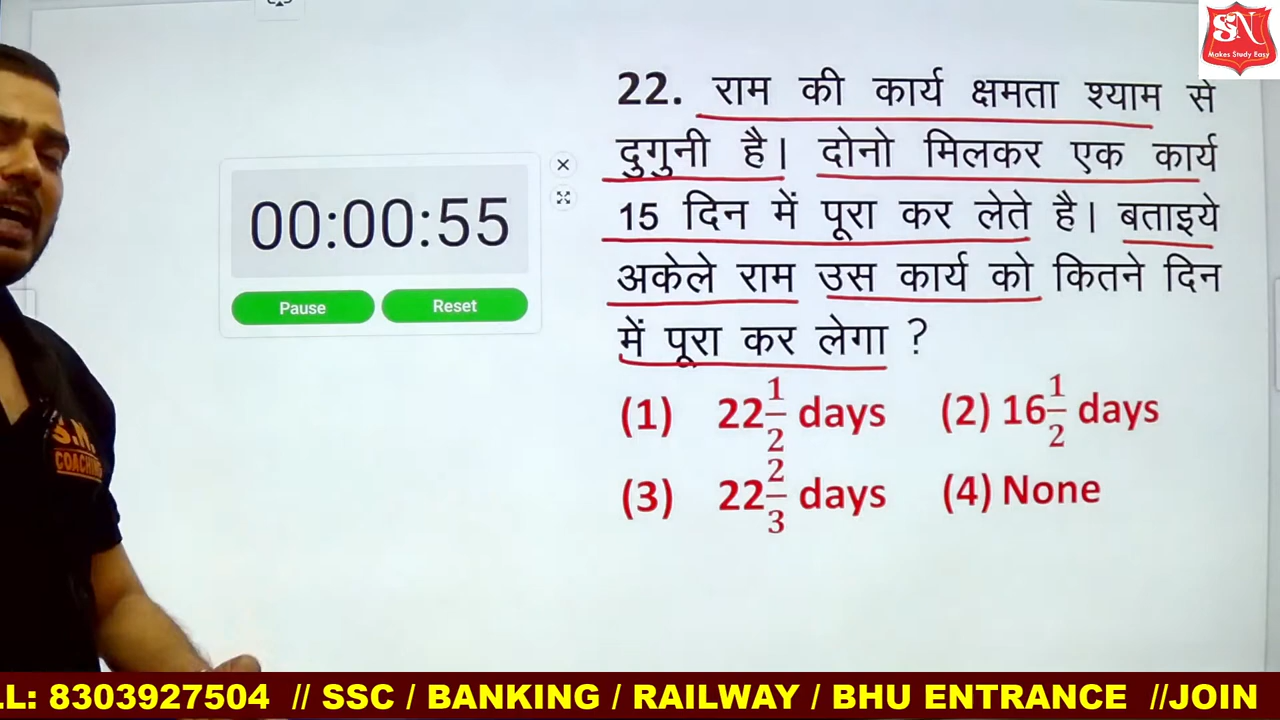 SN
Makes Study Easy
22. राम की कार्य क्षमता श्याम से
दुगुनी है। दोनो मिलकर एक कार्य
15 दिन में पूरा कर लेते है। बताइये
अकेले राम उस कार्य को कितने दिन
में पूरा कर लेगा ?
(1) 22 1/2 days (2) 16 1/2 days
(3) 22 2/3 days (4) None
00:00:55
Pause Reset
S.N.
COACHING
LL: 8303927504 // SSC / BANKING / RAILWAY / BHU ENTRANCE //JOIN